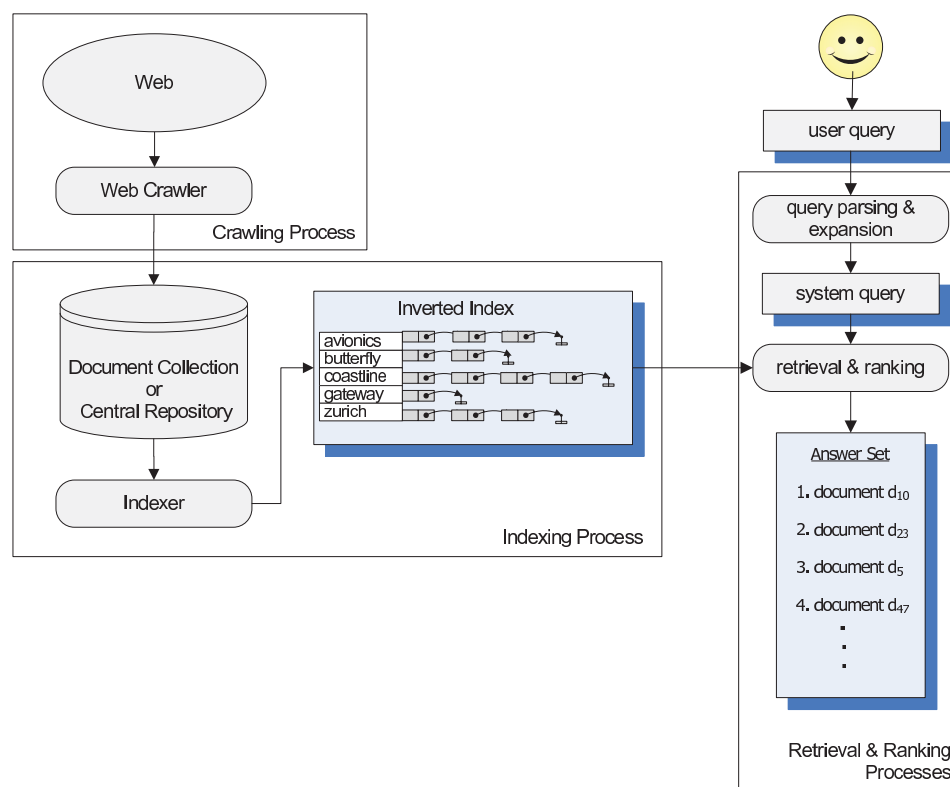 Web
Web Crawler
Crawling Process
Document Collection
or
Central Repository
Indexer
Inverted Index
avionics
butterfly
coastline
gateway
zurich
Indexing Process
user query
query parsing &
expansion
system query
retrieval & ranking
Answer Set
1. document d10
2. document d23
3. document d5
4. document d47
Retrieval & Ranking
Processes